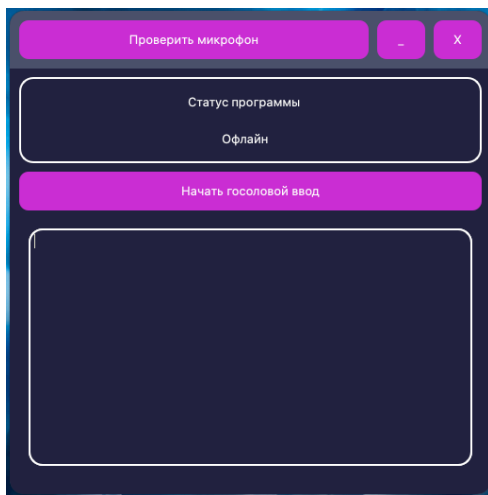 Проверить микрофон _ X
Статус программы
Офлайн
Начать госоловой ввод